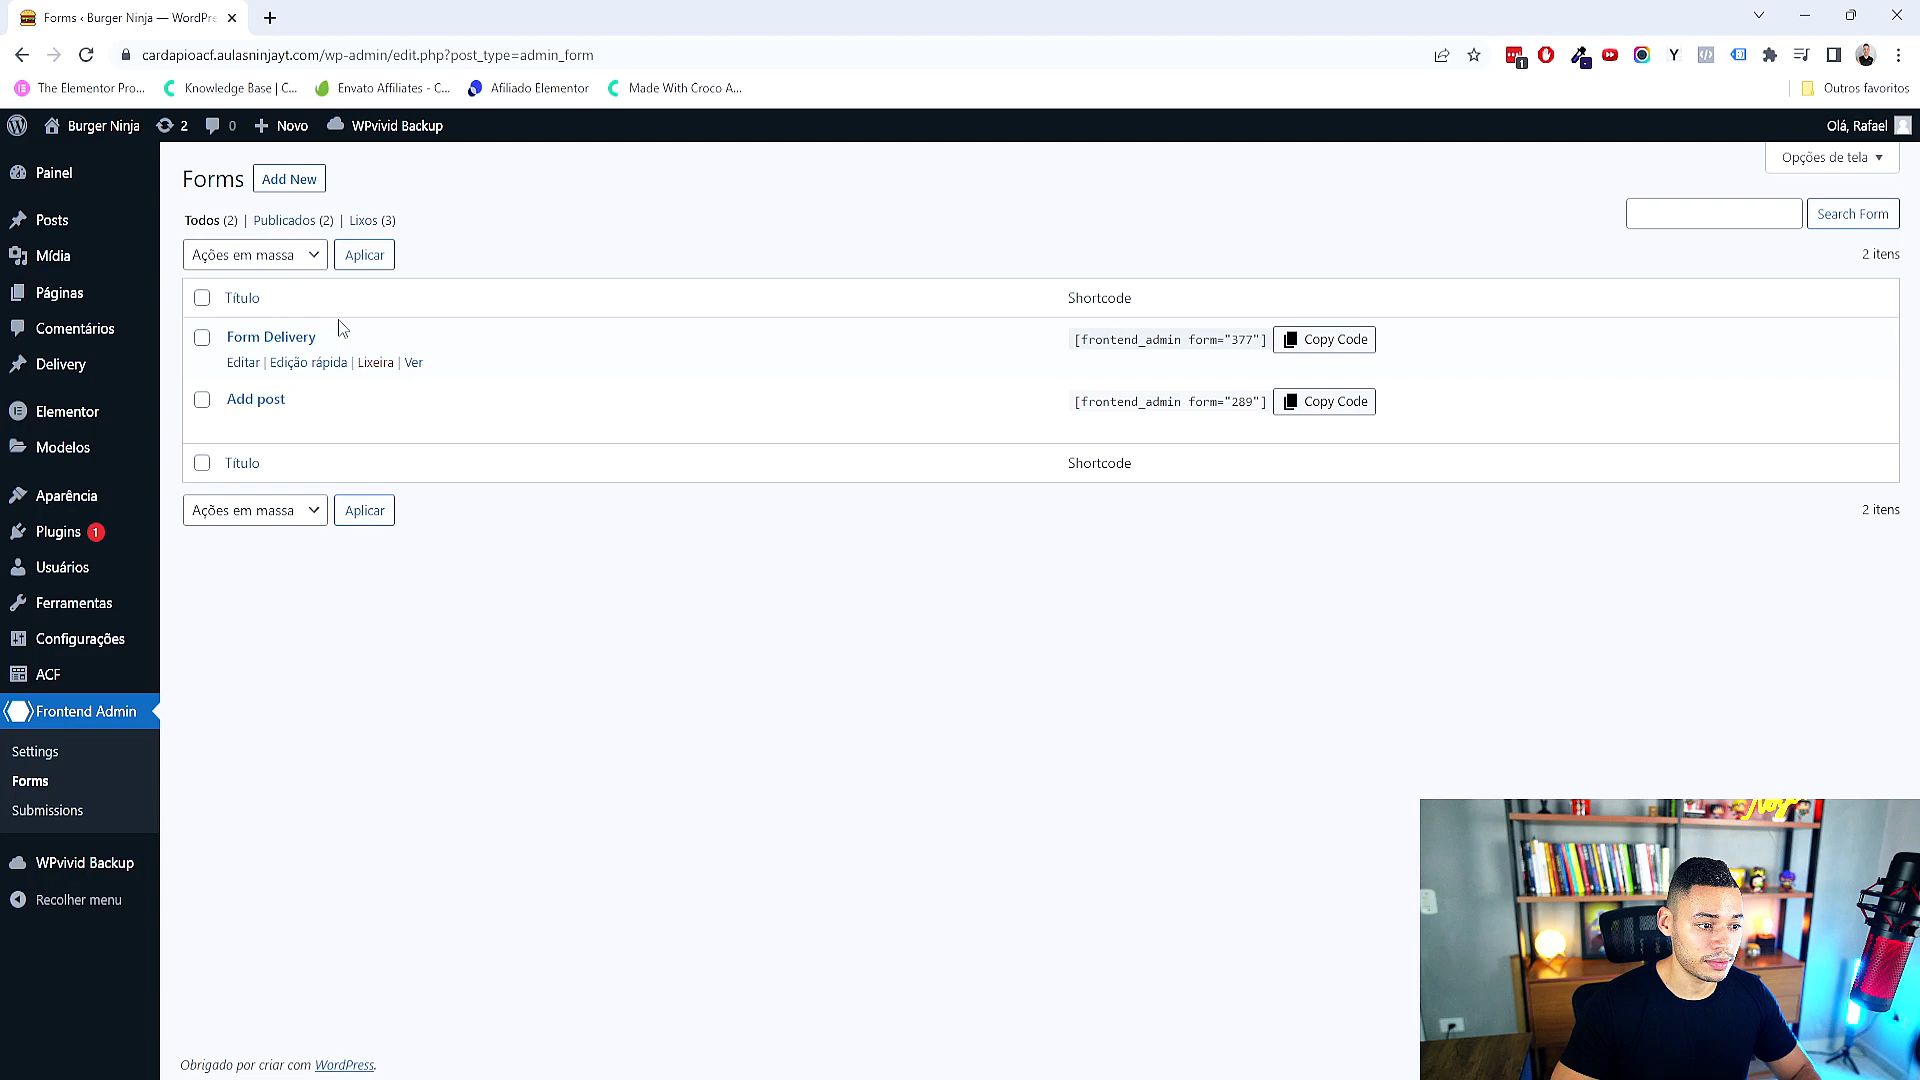 Forms ‹ Burger Ninja — WordPre
cardapioacf.aulasninjayt.com/wp-admin/edit.php?post_type=admin_form
1
Y
The Elementor Pro...
Knowledge Base | C...
Envato Affiliates - C...
Afiliado Elementor
Made With Croco A...
Outros favoritos
Burger Ninja
2
0
Novo
WPvivid Backup
Olá, Rafael
Painel
Posts
Mídia
Páginas
Comentários
Delivery
Elementor
Modelos
Aparência
Plugins 1
Usuários
Ferramentas
Configurações
ACF
Frontend Admin
Settings
Forms
Submissions
WPvivid Backup
Recolher menu
Opções de tela
Forms
Add New
Todos (2) | Publicados (2) | Lixos (3)
Search Form
Ações em massa
Aplicar
2 itens
Título
Shortcode
Form Delivery
[frontend_admin form="377"]
Copy Code
Editar | Edição rápida | Lixeira | Ver
Add post
[frontend_admin form="289"]
Copy Code
Título
Shortcode
Ações em massa
Aplicar
2 itens
Obrigado por criar com WordPress.